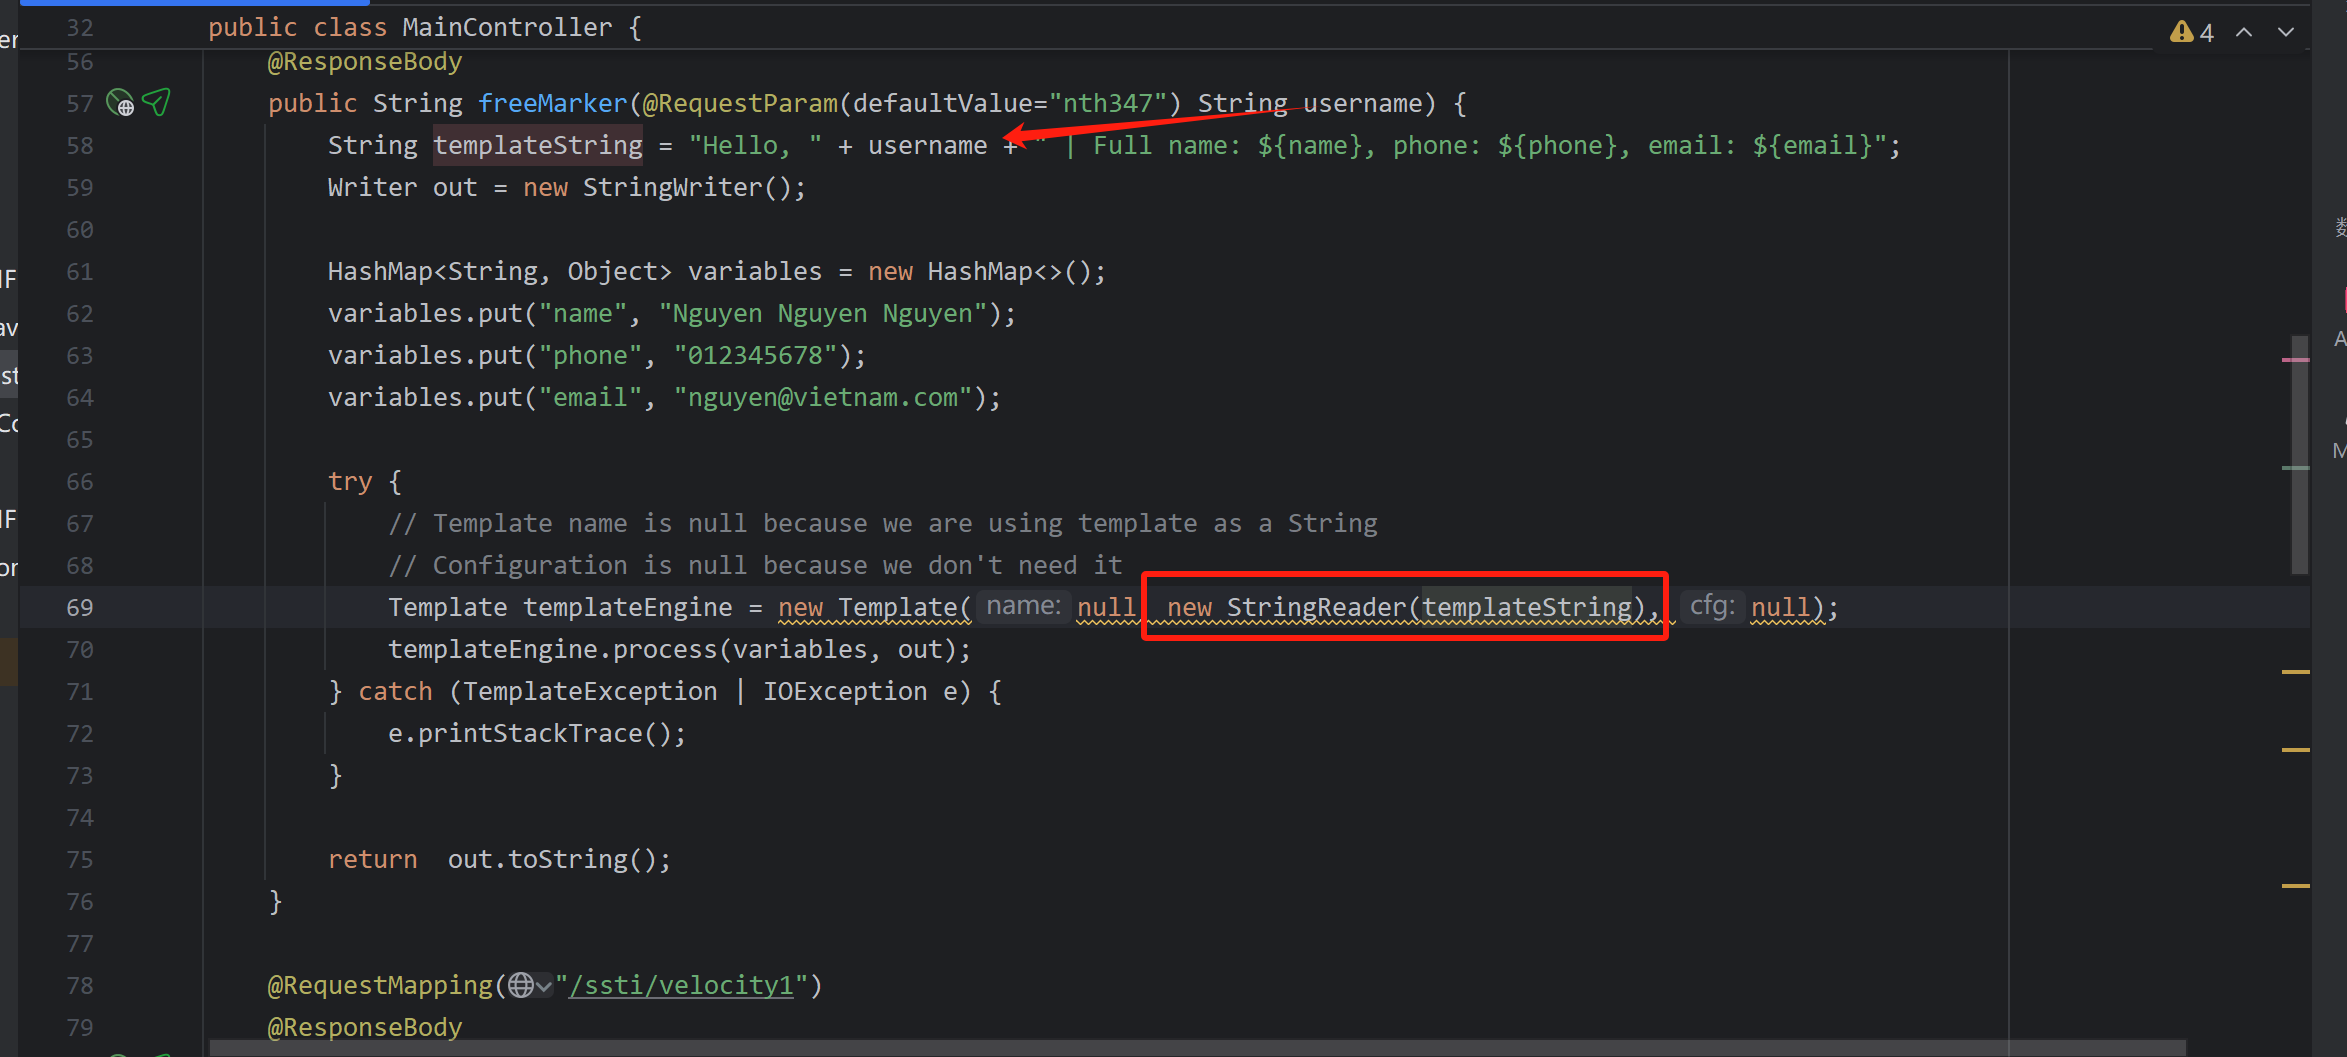 32 public class MainController { 4
56 @ResponseBody
57 public String freeMarker(@RequestParam(defaultValue="nth347") String username) {
58 String templateString = "Hello, " + username + " | Full name: ${name}, phone: ${phone}, email: ${email}";
59 Writer out = new StringWriter();
60
61 HashMap<String, Object> variables = new HashMap<>();
62 variables.put("name", "Nguyen Nguyen Nguyen");
63 variables.put("phone", "012345678");
64 variables.put("email", "nguyen@vietnam.com");
65
66 try {
67 // Template name is null because we are using template as a String
68 // Configuration is null because we don't need it
69 Template templateEngine = new Template( name: null new StringReader(templateString), cfg: null);
70 templateEngine.process(variables, out);
71 } catch (TemplateException | IOException e) {
72 e.printStackTrace();
73 }
74
75 return out.toString();
76 }
77
78 @RequestMapping("/ssti/velocity1")
79 @ResponseBody